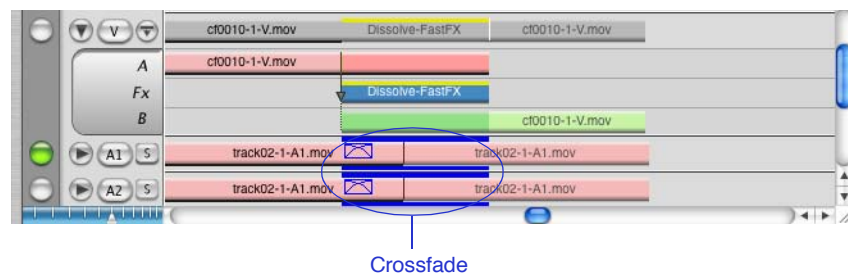 V cf0010-1-V.mov Dissolve-FastFX cf0010-1-V.mov
A cf0010-1-V.mov
Fx Dissolve-FastFX
B cf0010-1-V.mov
A1 S track02-1-A1.mov track02-1-A1.mov
A2 S track02-1-A1.mov track02-1-A1.mov
Crossfade